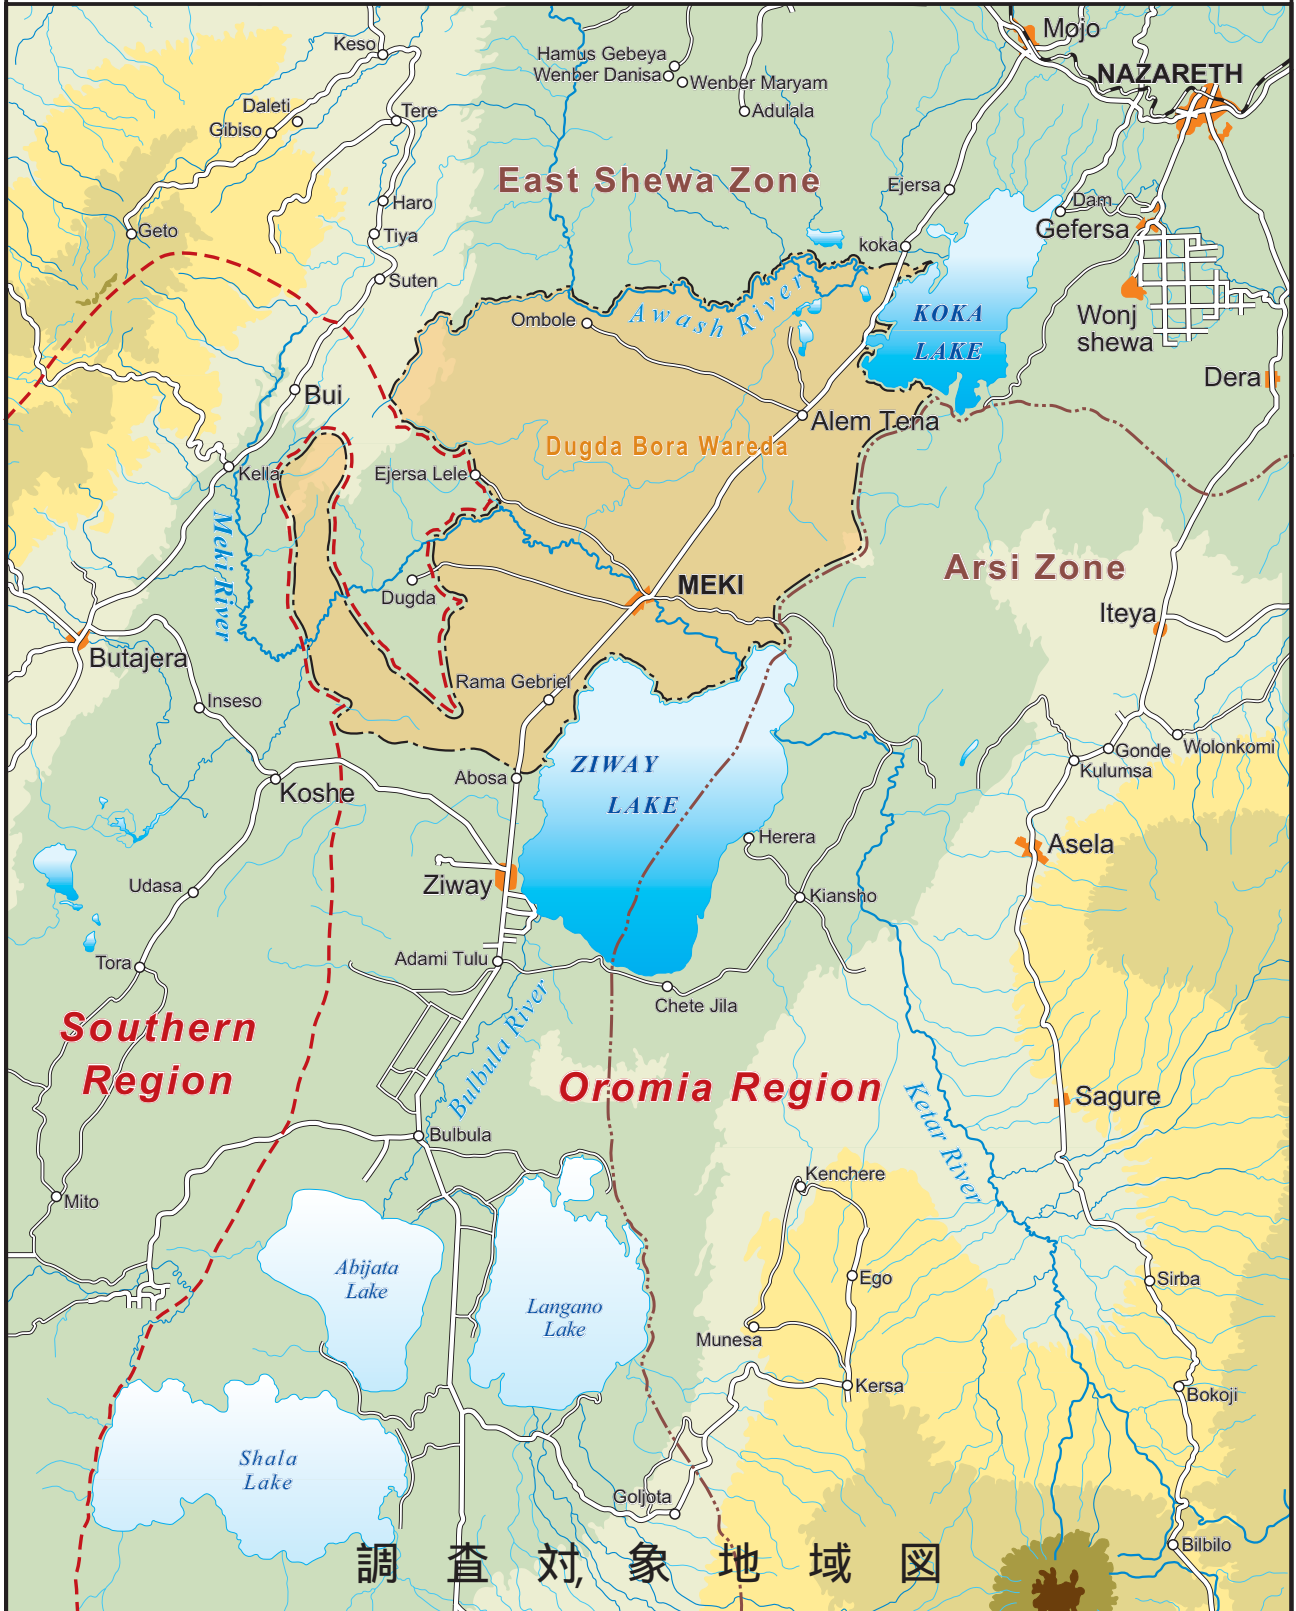 Mojo
Keso
Hamus Gebeya
Wenber Danisa
Wenber Maryam
NAZARETH
Daleti
Gibiso
Tere
Adulala
East Shewa Zone
Ejersa
Dam
Haro
Geto
Tiya
Gefersa
koka
Suten
Ombole
Awash River
KOKA
LAKE
Wonj
shewa
Dera
Bui
Alem Tena
Dugda Bora Wareda
Kella
Ejersa Lele
Meki River
Arsi Zone
MEKI
Dugda
Iteya
Butajera
Rama Gebriel
Inseso
Gonde
Wolonkomi
ZIWAY
LAKE
Abosa
Kulumsa
Koshe
Herera
Asela
Udasa
Ziway
Kiansho
Tora
Adami Tulu
Chete Jila
Southern
Region
Bulbula River
Oromia Region
Ketar River
Sagure
Bulbula
Kenchere
Mito
Abijata
Lake
Ego
Sirba
Langano
Lake
Munesa
Kersa
Bokoji
Shala
Lake
Goljota
Bilbilo
調査対,象地域図